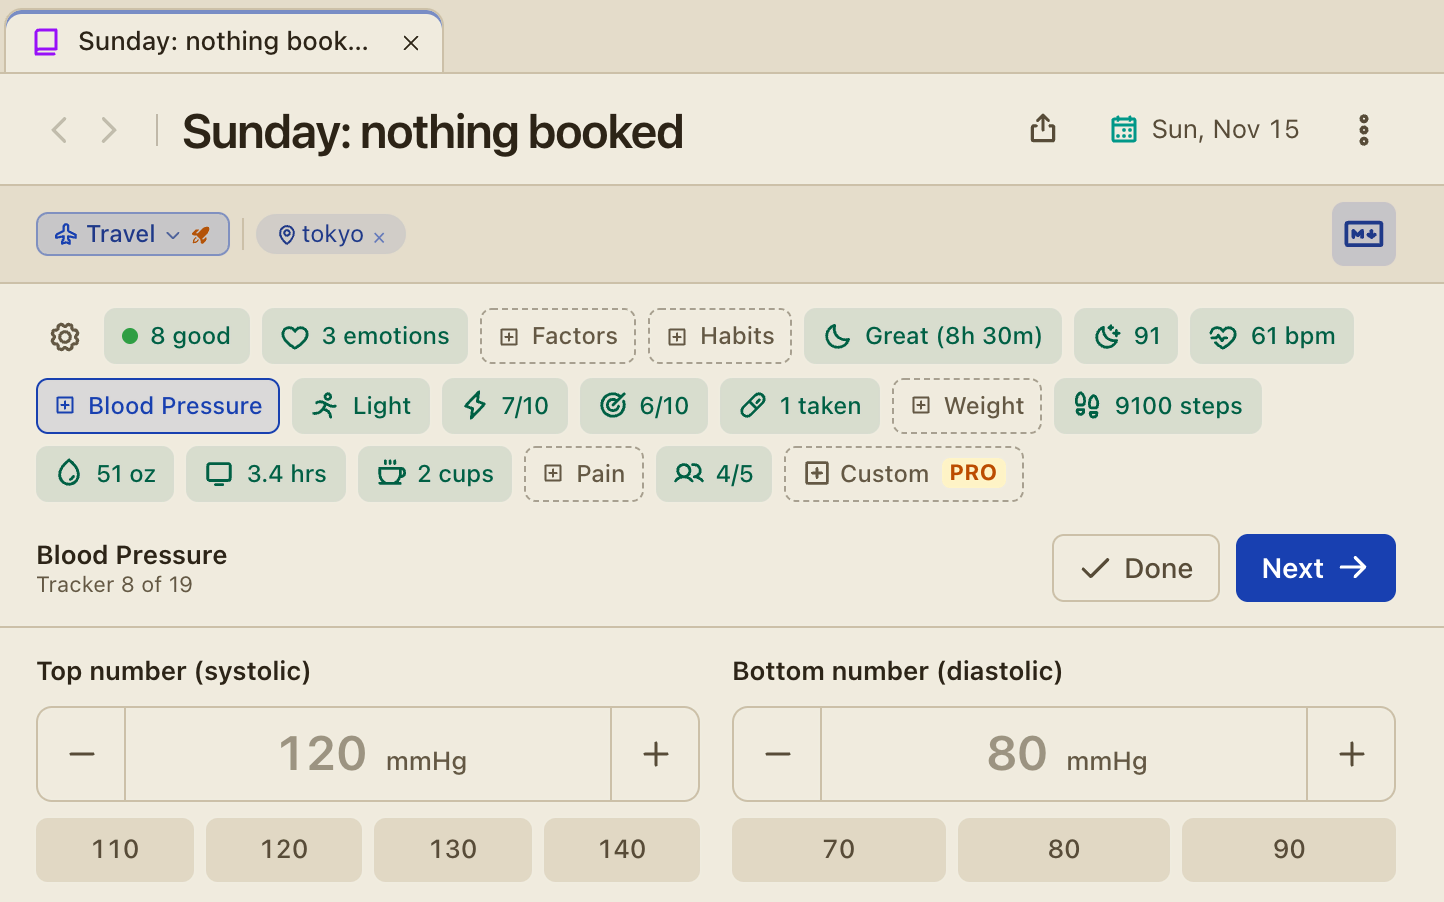 Sunday: nothing book...
Sunday: nothing booked
Sun, Nov 15
Travel
tokyo
M
8 good
3 emotions
Factors
Habits
Great (8h 30m)
91
61 bpm
Blood Pressure
Light
7/10
6/10
1 taken
Weight
9100 steps
51 oz
3.4 hrs
2 cups
Pain
4/5
Custom PRO
Blood Pressure
Tracker 8 of 19
Done
Next
Top number (systolic)
Bottom number (diastolic)
120 mmHg
80 mmHg
110
120
130
140
70
80
90